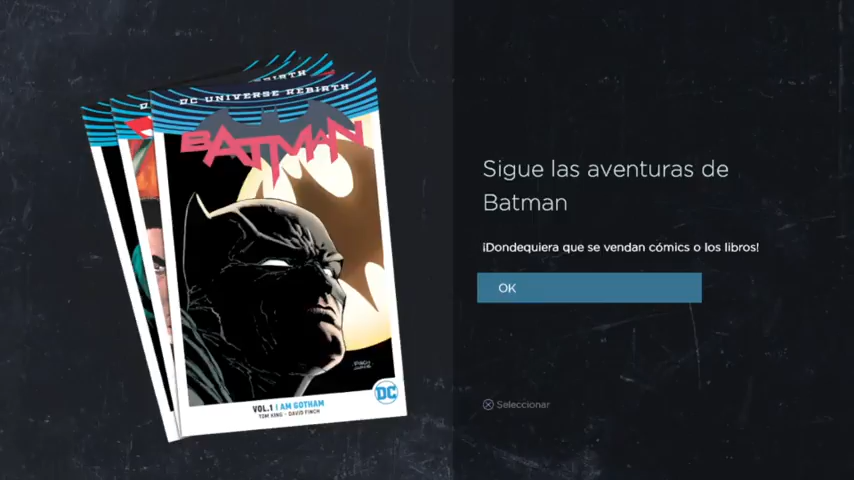 DC UNIVERSE REBIRTH
BATMAN
VOL.1 I AM GOTHAM
TOM KING • DAVID FINCH
DC
Sigue las aventuras de
Batman
¡Dondequiera que se vendan cómics o los libros!
OK
Seleccionar